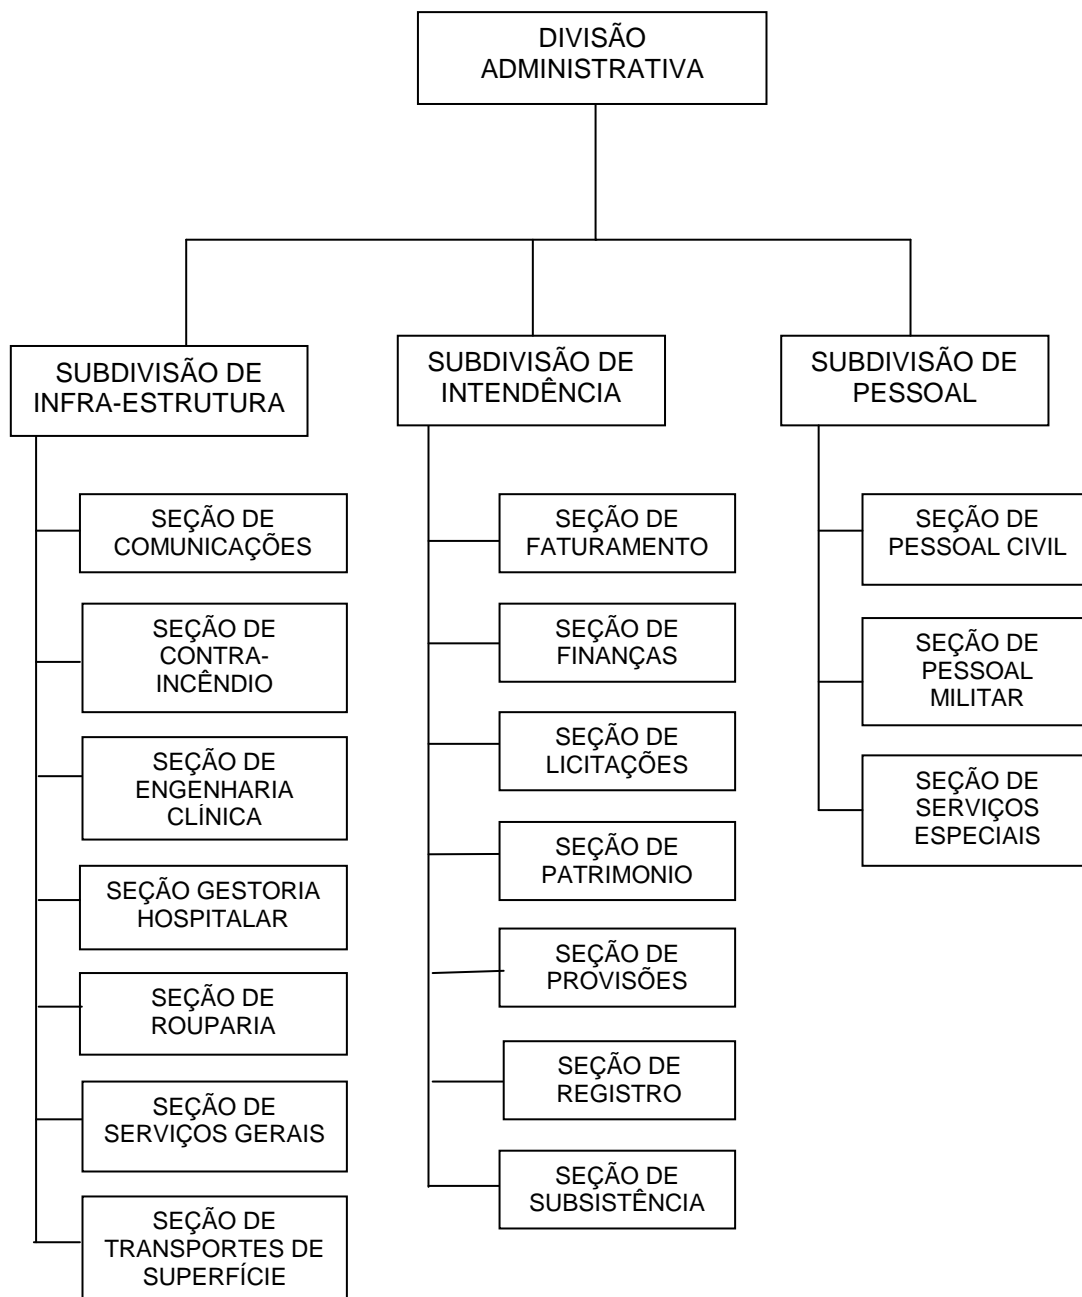 DIVISÃO
ADMINISTRATIVA
SUBDIVISÃO DE
INFRA-ESTRUTURA
SEÇÃO DE
COMUNICAÇÕES
SEÇÃO DE
CONTRA-
INCÊNDIO
SEÇÃO DE
ENGENHARIA
CLÍNICA
SEÇÃO GESTORIA
HOSPITALAR
SEÇÃO DE
ROUPARIA
SEÇÃO DE
SERVIÇOS GERAIS
SEÇÃO DE
TRANSPORTES DE
SUPERFÍCIE
SUBDIVISÃO DE
INTENDÊNCIA
SEÇÃO DE
FATURAMENTO
SEÇÃO DE
FINANÇAS
SEÇÃO DE
LICITAÇÕES
SEÇÃO DE
PATRIMONIO
SEÇÃO DE
PROVISÕES
SEÇÃO DE
REGISTRO
SEÇÃO DE
SUBSISTÊNCIA
SUBDIVISÃO DE
PESSOAL
SEÇÃO DE
PESSOAL CIVIL
SEÇÃO DE
PESSOAL
MILITAR
SEÇÃO DE
SERVIÇOS
ESPECIAIS